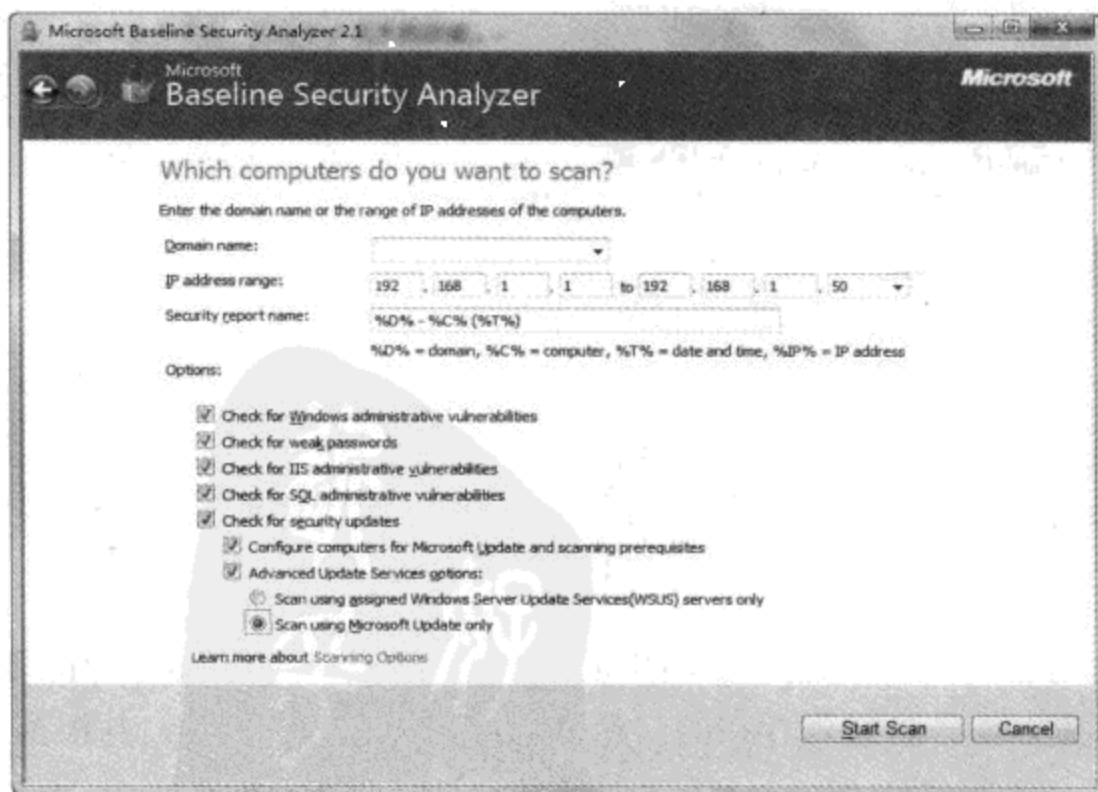 Microsoft Baseline Security Analyzer 2.1
Microsoft
Baseline Security Analyzer
Microsoft
Which computers do you want to scan?
Enter the domain name or the range of IP addresses of the computers.
Domain name:
IP address range: 192 . 168 . 1 . 1 to 192 . 168 . 1 . 50
Security report name: %D% - %C% (%T%)
%D% = domain, %C% = computer, %T% = date and time, %IP% = IP address
Options:
Check for Windows administrative vulnerabilities
Check for weak passwords
Check for IIS administrative vulnerabilities
Check for SQL administrative vulnerabilities
Check for security updates
Configure computers for Microsoft Update and scanning prerequisites
Advanced Update Services options:
Scan using assigned Windows Server Update Services(WSUS) servers only
Scan using Microsoft Update only
Learn more about Scanning Options
Start Scan Cancel